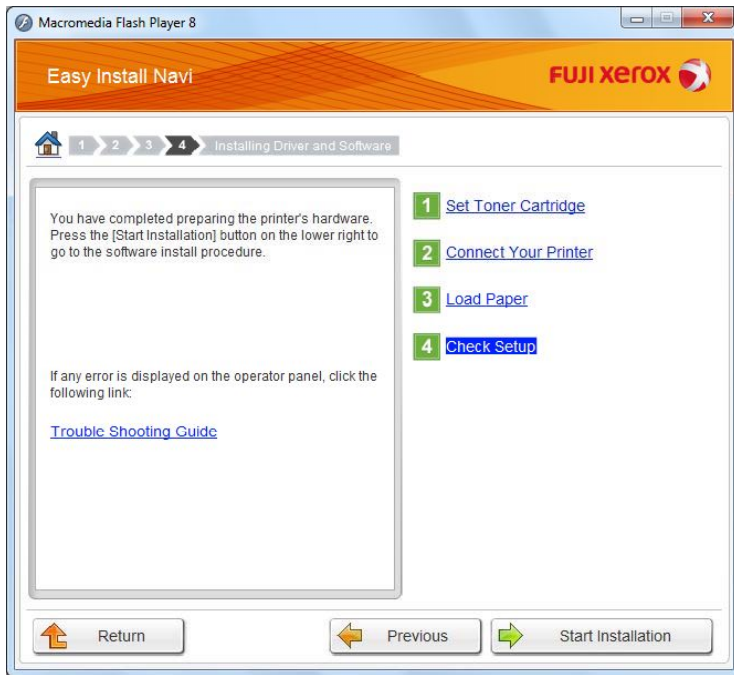 Macromedia Flash Player 8
Easy Install Navi
FUJI xerox
1 2 3 4 Installing Driver and Software
You have completed preparing the printer's hardware.
Press the [Start Installation] button on the lower right to
go to the software install procedure.
If any error is displayed on the operator panel, click the
following link:
Trouble Shooting Guide
1 Set Toner Cartridge
2 Connect Your Printer
3 Load Paper
4 Check Setup
Return
Previous
Start Installation